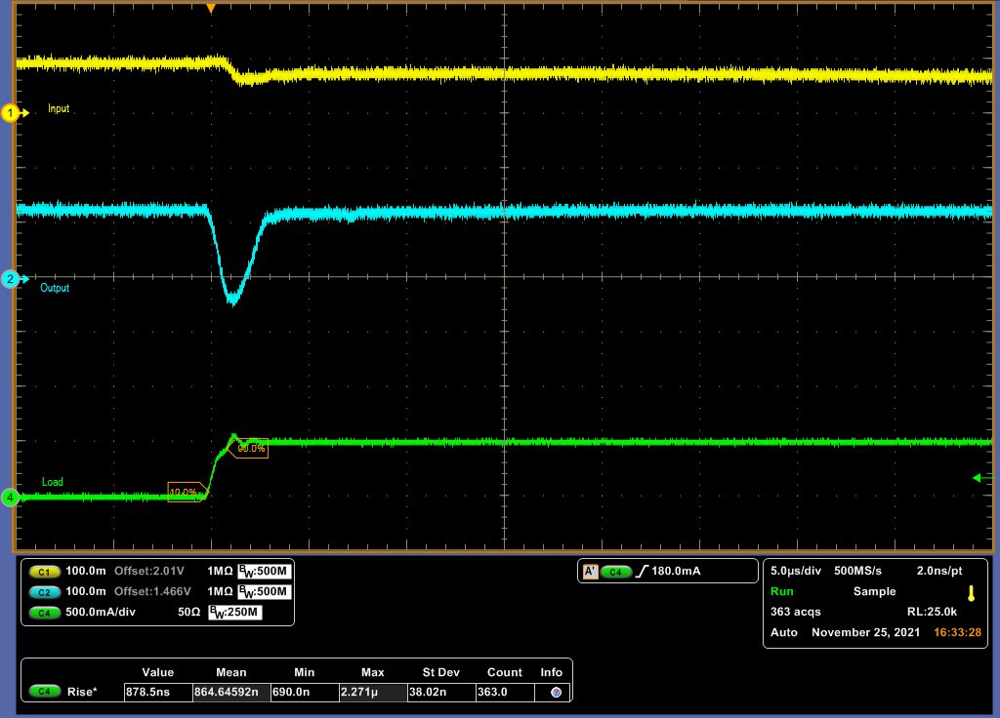 1
Input
2
Output
90.0%
Load
10.0%
4
C1 100.0m Offset:2.01V 1MΩ BW:500M
C2 100.0m Offset:1.466V 1MΩ BW:500M
C4 500.0mA/div 50Ω BW:250M
A' C4 180.0mA
5.0µs/div 500MS/s 2.0ns/pt
Run Sample
363 acqs RL:25.0k
Auto November 25, 2021 16:33:28
Value Mean Min Max St Dev Count Info
C4 Rise* 878.5ns 864.64592n 690.0n 2.271µ 38.02n 363.0